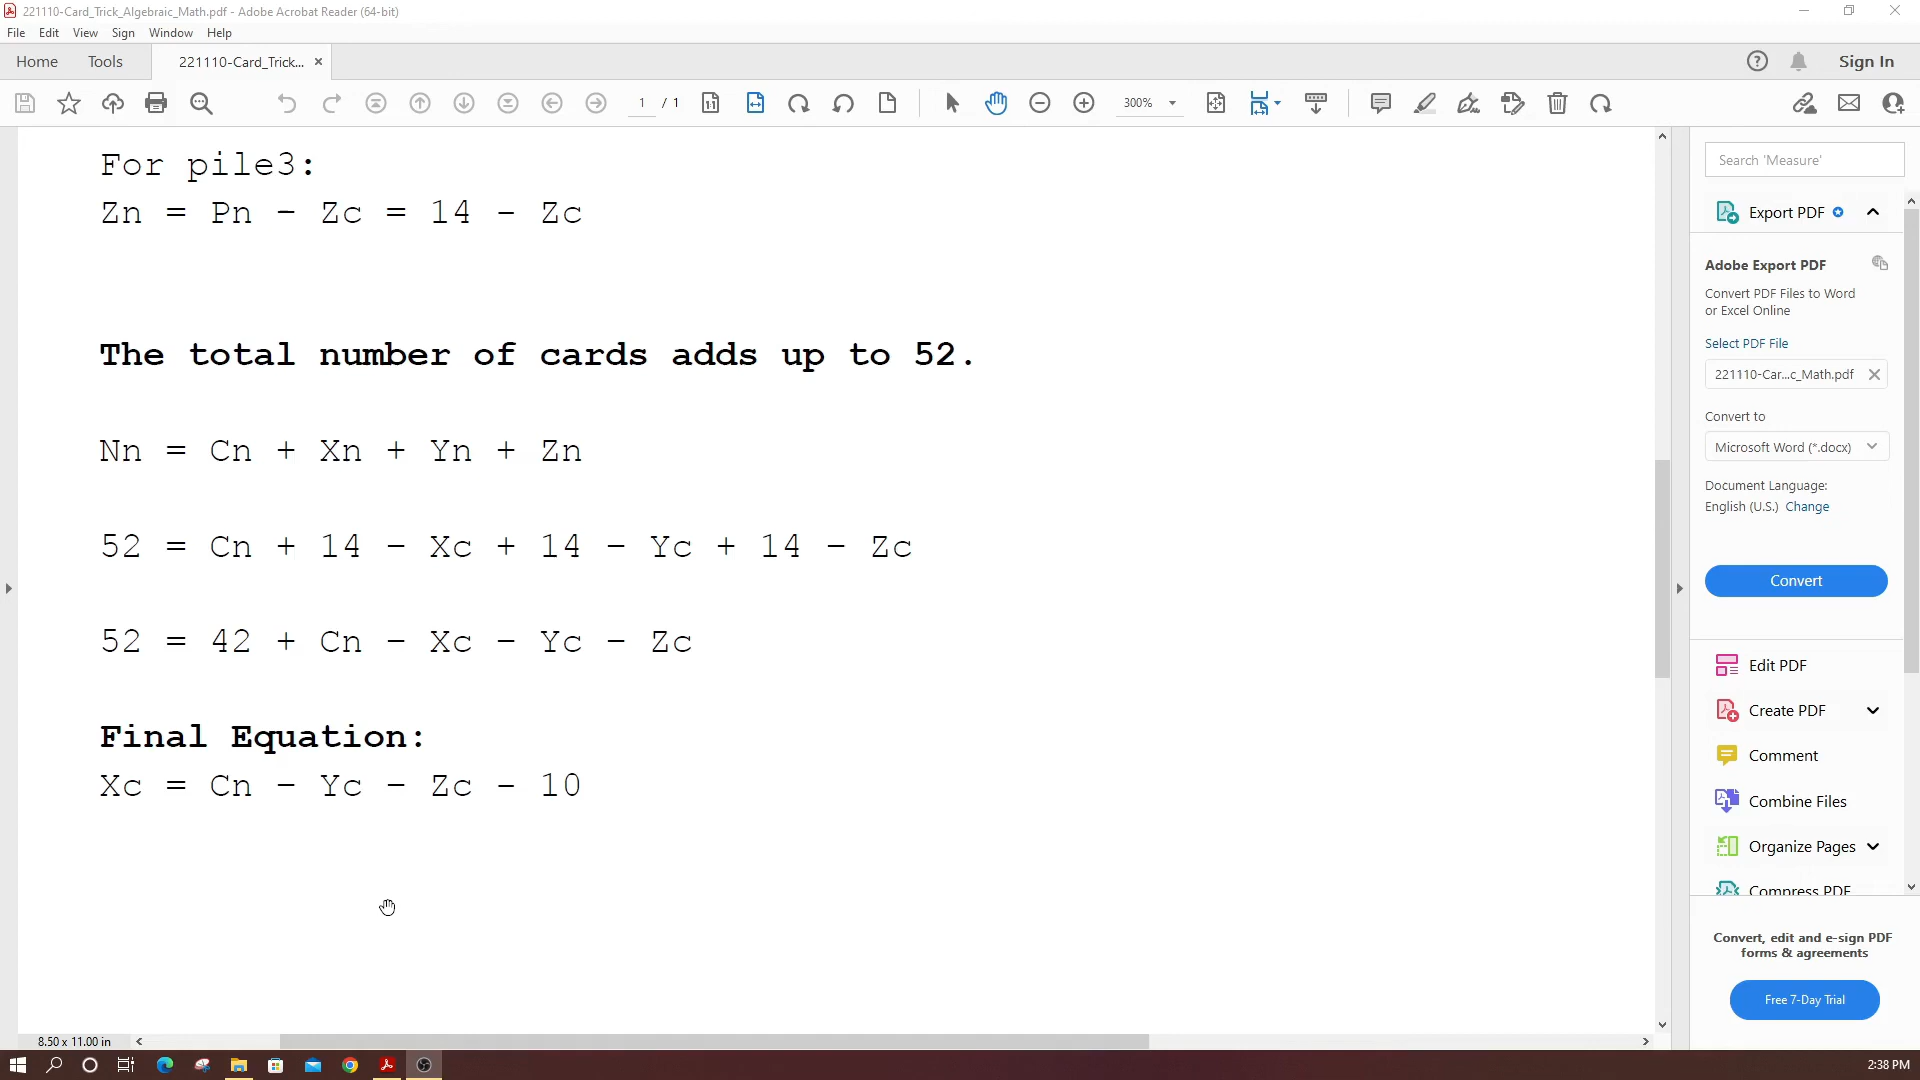 221110-Card_Trick_Algebraic_Math.pdf - Adobe Acrobat Reader (64-bit)
File Edit View Sign Window Help
Home Tools 221110-Card_Trick... × Sign In
1 / 1 300%
For pile3:
Zn = Pn - Zc = 14 - Zc
The total number of cards adds up to 52.
Nn = Cn + Xn + Yn + Zn
52 = Cn + 14 - Xc + 14 - Yc + 14 - Zc
52 = 42 + Cn - Xc - Yc - Zc
Final Equation:
Xc = Cn - Yc - Zc - 10
8.50 x 11.00 in
Search 'Measure'
Export PDF
Adobe Export PDF
Convert PDF Files to Word
or Excel Online
Select PDF File
221110-Car...c_Math.pdf
Convert to
Microsoft Word (*.docx)
Document Language:
English (U.S.) Change
Convert
Edit PDF
Create PDF
Comment
Combine Files
Organize Pages
Compress PDF
Convert, edit and e-sign PDF
forms & agreements
Free 7-Day Trial
2:38 PM